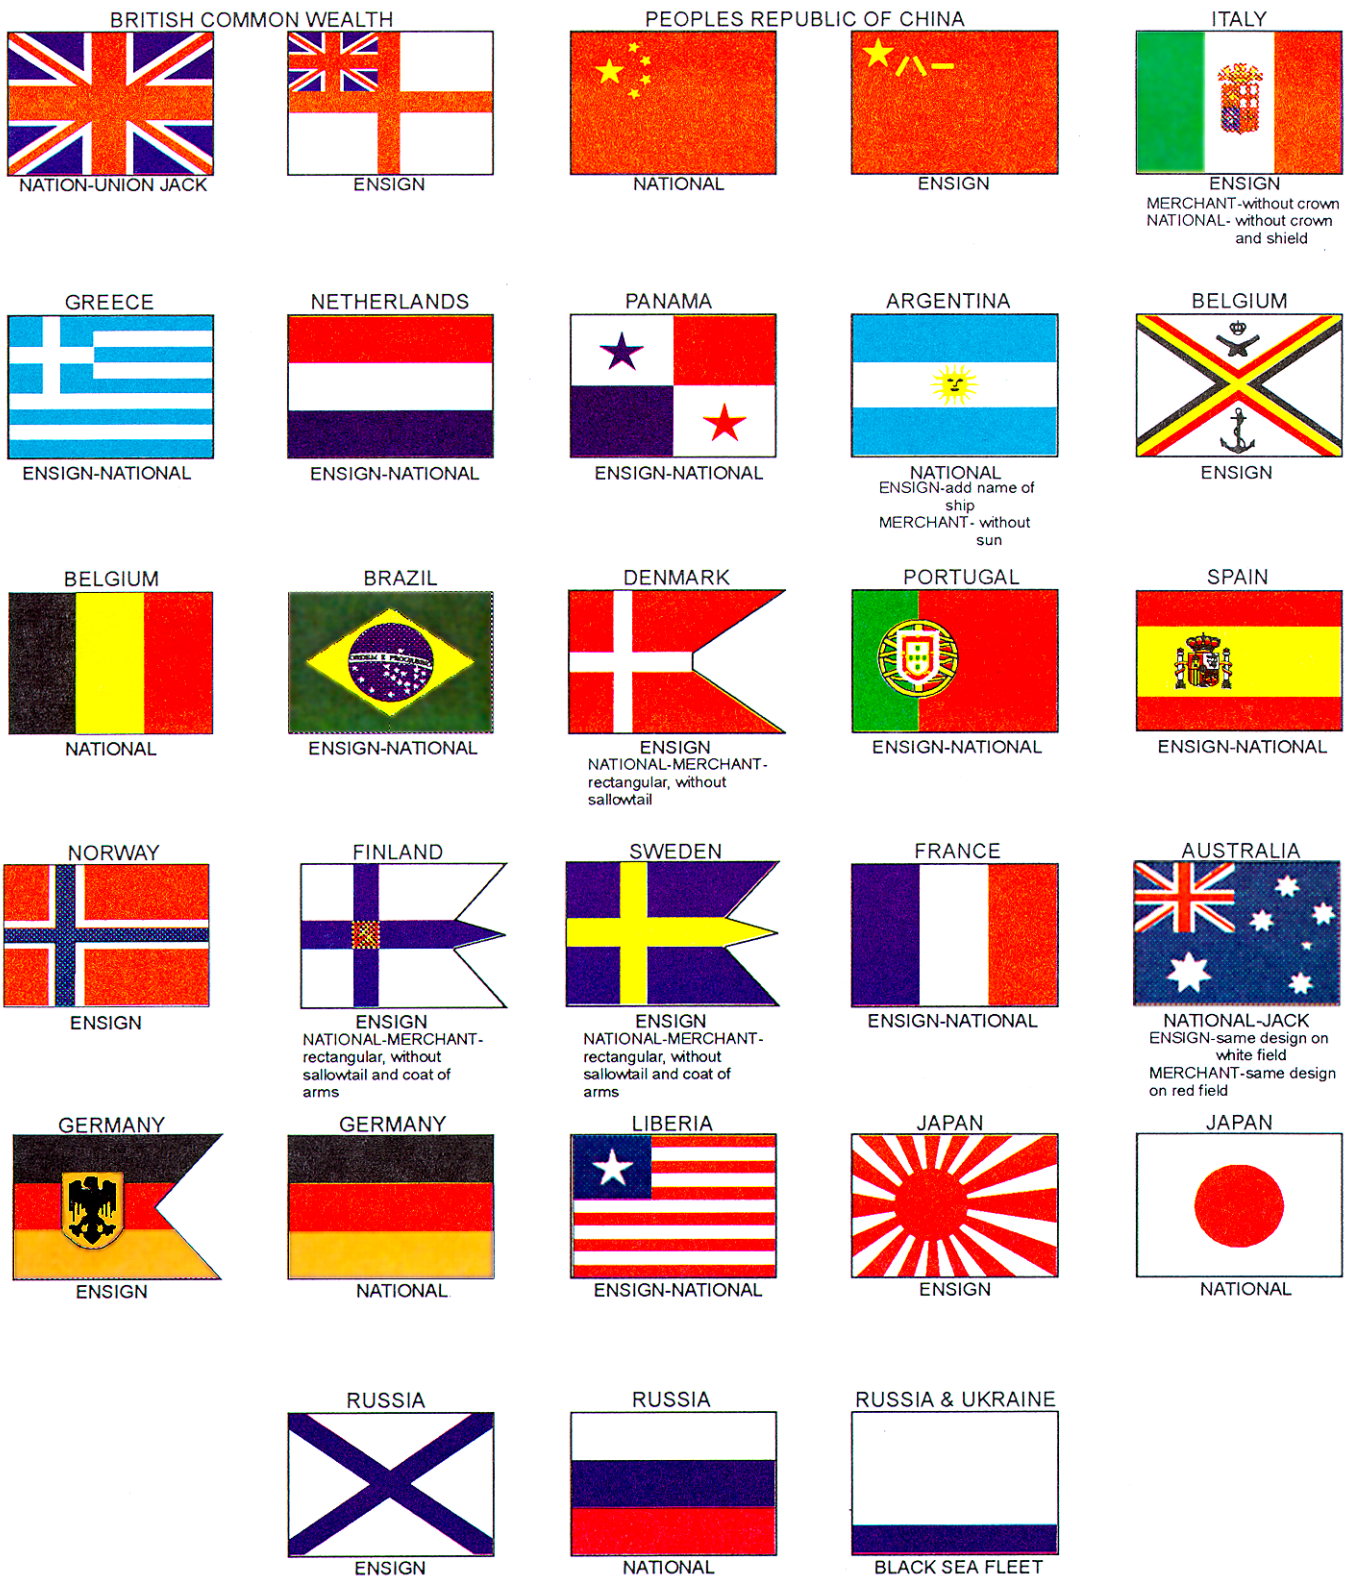 BRITISH COMMON WEALTH
PEOPLES REPUBLIC OF CHINA
ITALY
NATION-UNION JACK
ENSIGN
NATIONAL
ENSIGN
ENSIGN
MERCHANT-without crown
NATIONAL- without crown
and shield
GREECE
NETHERLANDS
PANAMA
ARGENTINA
BELGIUM
ENSIGN-NATIONAL
ENSIGN-NATIONAL
ENSIGN-NATIONAL
NATIONAL
ENSIGN-add name of
ship
MERCHANT- without
sun
ENSIGN
BELGIUM
BRAZIL
DENMARK
PORTUGAL
SPAIN
NATIONAL
ENSIGN-NATIONAL
ENSIGN
NATIONAL-MERCHANT-
rectangular, without
sallowtail
ENSIGN-NATIONAL
ENSIGN-NATIONAL
NORWAY
FINLAND
SWEDEN
FRANCE
AUSTRALIA
ENSIGN
ENSIGN
NATIONAL-MERCHANT-
rectangular, without
sallowtail and coat of
arms
ENSIGN
NATIONAL-MERCHANT-
rectangular, without
sallowtail and coat of
arms
ENSIGN-NATIONAL
NATIONAL-JACK
ENSIGN-same design on
white field
MERCHANT-same design
on red field
GERMANY
GERMANY
LIBERIA
JAPAN
JAPAN
ENSIGN
NATIONAL
ENSIGN-NATIONAL
ENSIGN
NATIONAL
RUSSIA
RUSSIA
RUSSIA & UKRAINE
ENSIGN
NATIONAL
BLACK SEA FLEET